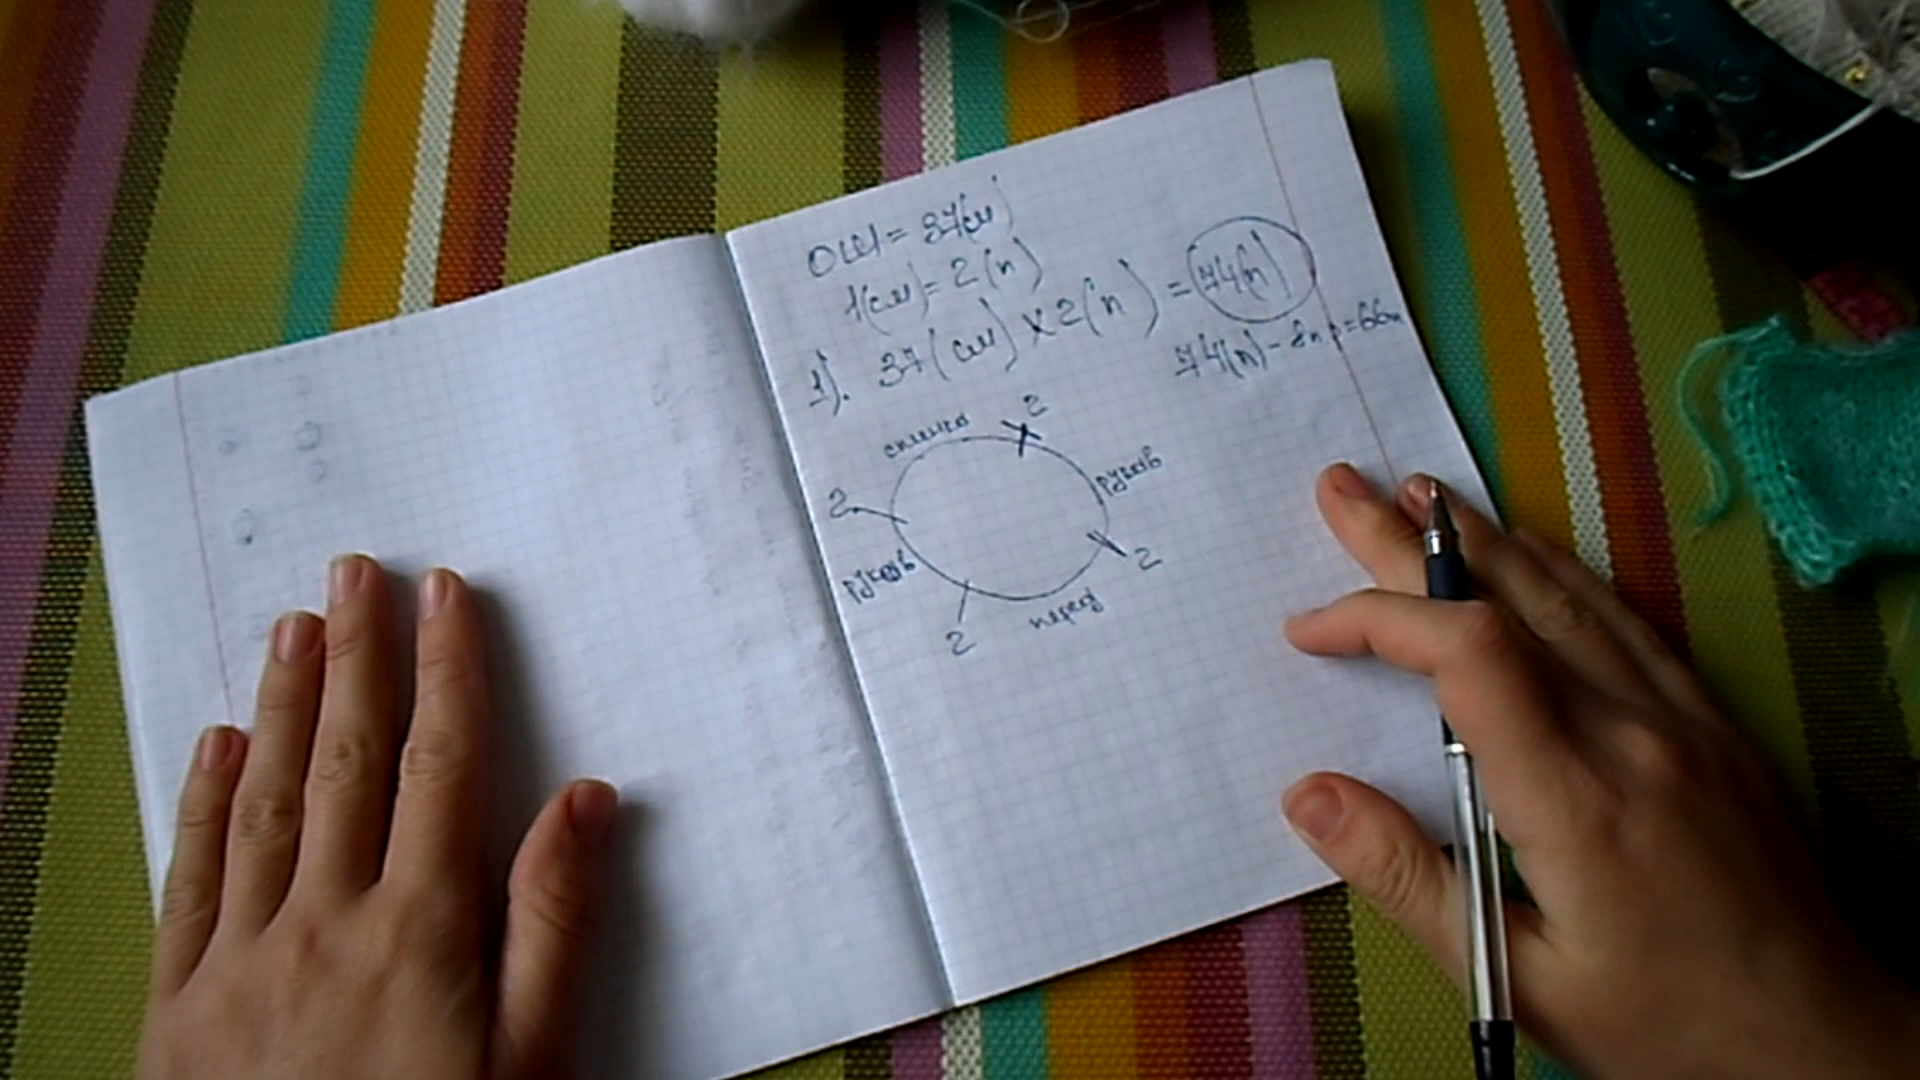 ОШ = 37(см)
1(см) = 2(п)
1). 37(см) х 2(п) = 74(п)
74(п) - 8п = 66п
2
спинка
рукав
2
рукав
2
перед
2